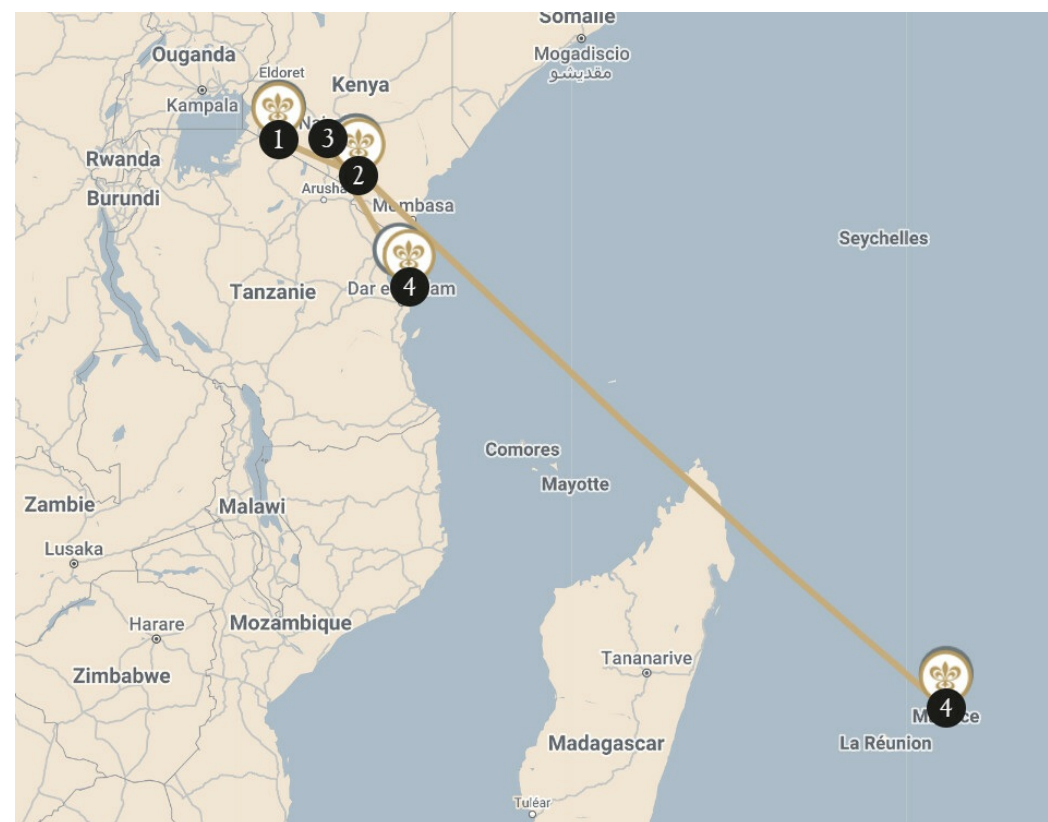 Somalie
Mogadiscio
مقديشو
Ouganda
Eldoret
Kenya
Kampala
1
3
2
Rwanda
Arusha
Burundi
Mombasa
Seychelles
Tanzanie
4
Comores
Mayotte
Zambie
Malawi
Lusaka
Harare
Mozambique
Tananarive
Zimbabwe
4
La Réunion
Madagascar
Tuléar